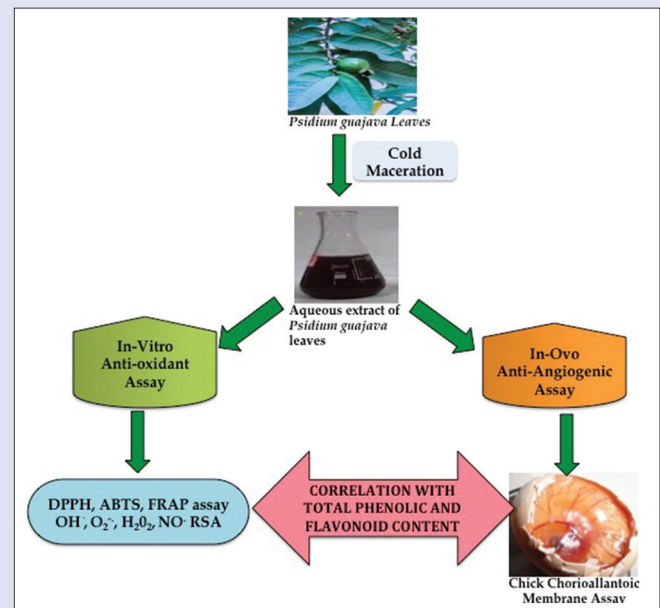 Psidium guajava Leaves
Cold
Maceration
Aqueous extract of
Psidium guajava
leaves
In-Vitro
Anti-oxidant
Assay
In-Ovo
Anti-Angiogenic
Assay
DPPH, ABTS, FRAP assay
OH˙, O₂˙⁻, H₂0₂, NO˙ RSA
CORRELATION WITH
TOTAL PHENOLIC AND
FLAVONOID CONTENT
Chick Chorioallantoic
Membrane Assay